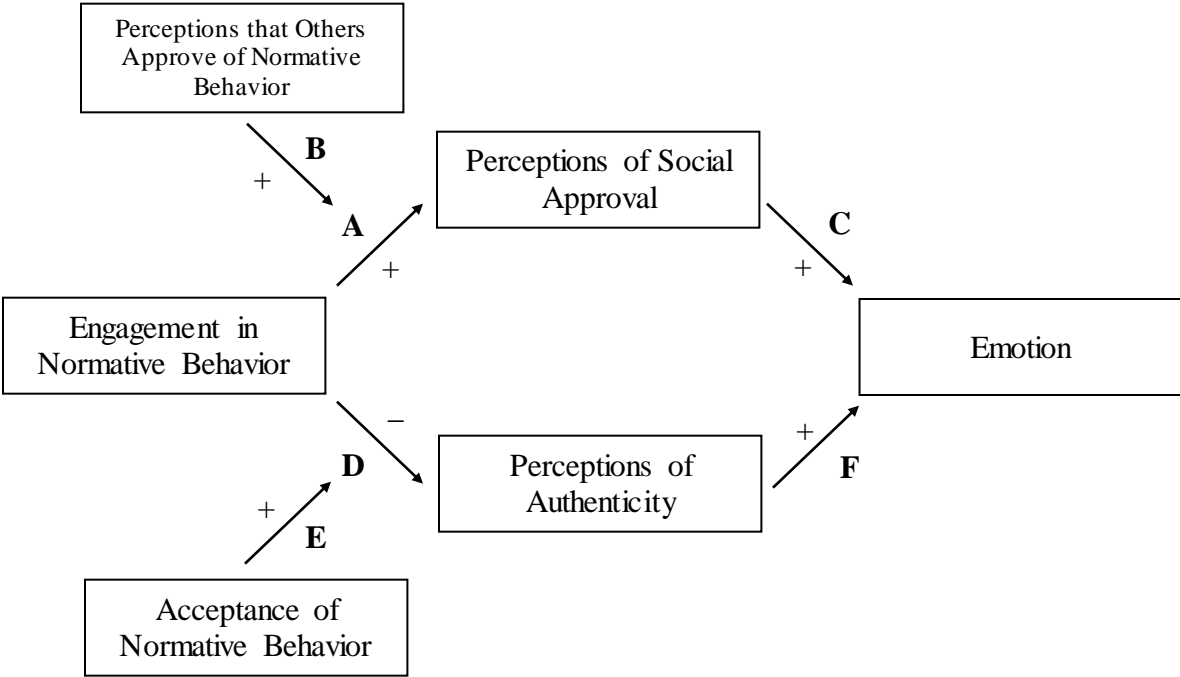 Perceptions that Others
Approve of Normative
Behavior
B
+
Perceptions of Social
Approval
A
+
C
+
Engagement in
Normative Behavior
Emotion
−
D
Perceptions of
Authenticity
+
F
+
E
Acceptance of
Normative Behavior